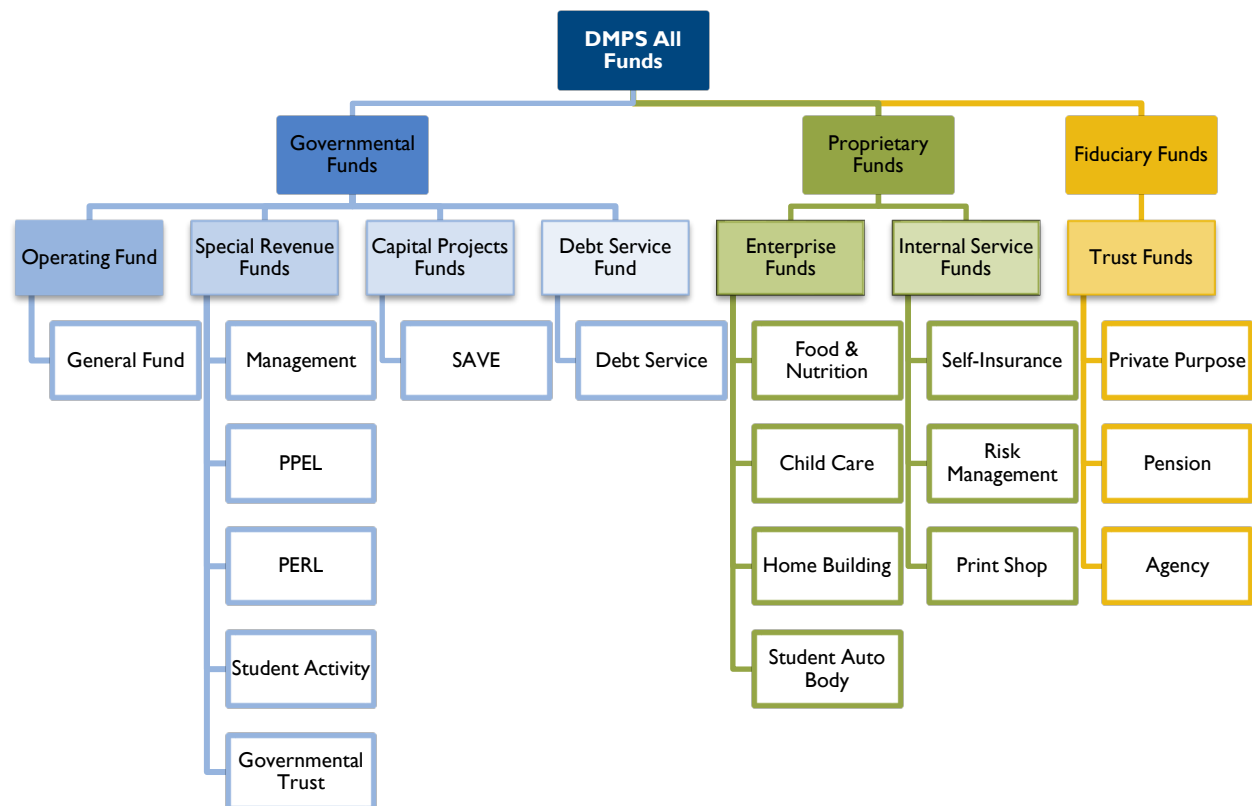 DMPS All
Funds
Governmental
Funds
Proprietary
Funds
Fiduciary Funds
Operating Fund
Special Revenue
Funds
Capital Projects
Funds
Debt Service
Fund
Enterprise
Funds
Internal Service
Funds
Trust Funds
General Fund
Management
SAVE
Debt Service
Food &
Nutrition
Self-Insurance
Private Purpose
PPEL
Child Care
Risk
Management
Pension
PERL
Home Building
Print Shop
Agency
Student Activity
Student Auto
Body
Governmental
Trust